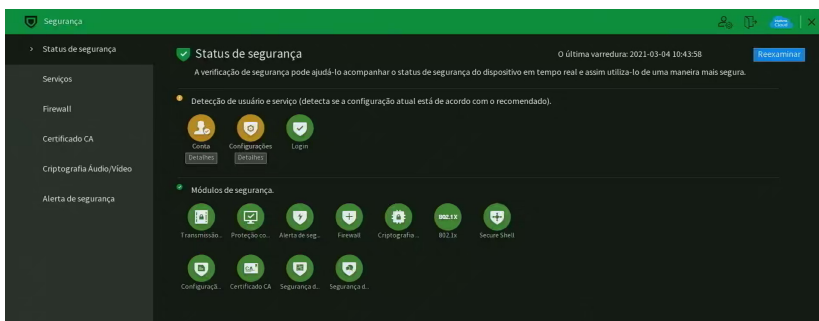 Segurança
Status de segurança
Serviços
Firewall
Certificado CA
Criptografia Áudio/Vídeo
Alerta de segurança
Status de segurança
O última varredura: 2021-03-04 10:43:58
Reexaminar
A verificação de segurança pode ajudá-lo acompanhar o status de segurança do dispositivo em tempo real e assim utiliza-lo de uma maneira mais segura.
Detecção de usuário e serviço (detecta se a configuração atual está de acordo com o recomendado).
Conta Configurações Login
Detalhes Detalhes
Módulos de segurança.
802.1X
Transmissão... Proteção co... Alerta de seg... Firewall Criptografia ... 802.1x Secure Shell
CA
Configuraçã... Certificado CA Segurança d... Segurança d...